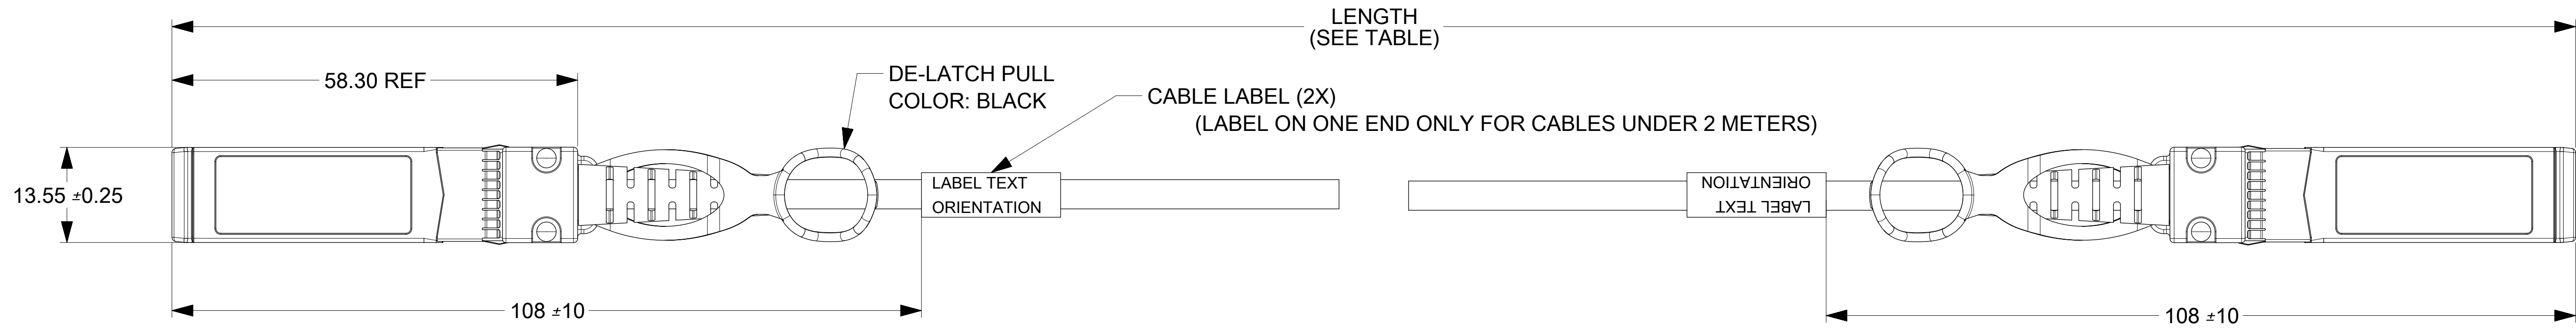 LENGTH
(SEE TABLE)
58.30 REF
DE-LATCH PULL
COLOR: BLACK
CABLE LABEL (2X)
(LABEL ON ONE END ONLY FOR CABLES UNDER 2 METERS)
13.55 ±0.25
LABEL TEXT
ORIENTATION
LABEL TEXT
ORIENTATION
108 ±10
108 ±10